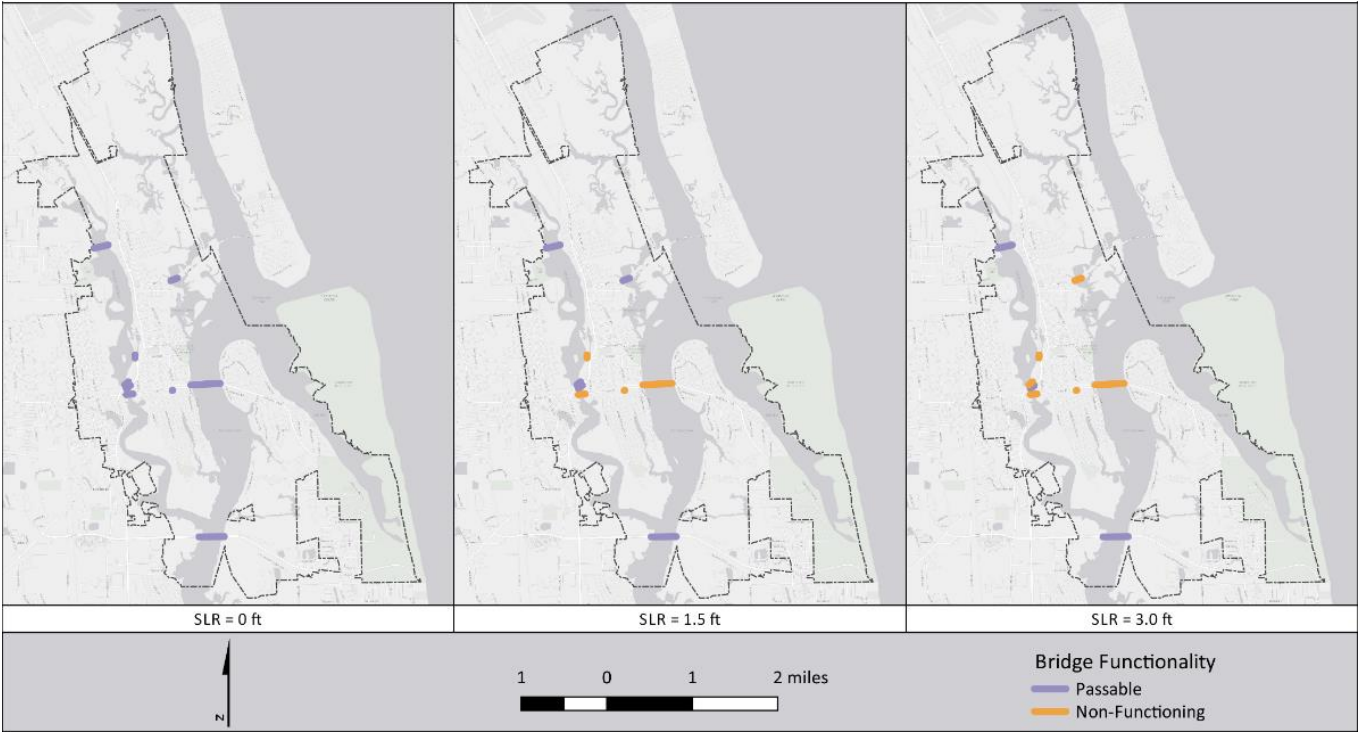 SLR = 0 ft
SLR = 1.5 ft
SLR = 3.0 ft
N
1 0 1 2 miles
Bridge Functionality
Passable
Non-Functioning